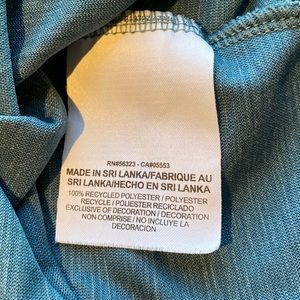 RN#56323 - CA#05553
MADE IN SRI LANKA/FABRIQUE AU
SRI LANKA/HECHO EN SRI LANKA
100% RECYCLED POLYESTER / POLYESTER
RECYCLE / POLIESTER RECICLADO
EXCLUSIVE OF DECORATION / DECORATION
NON COMPRISE / NO INCLUYE LA
DECORACION